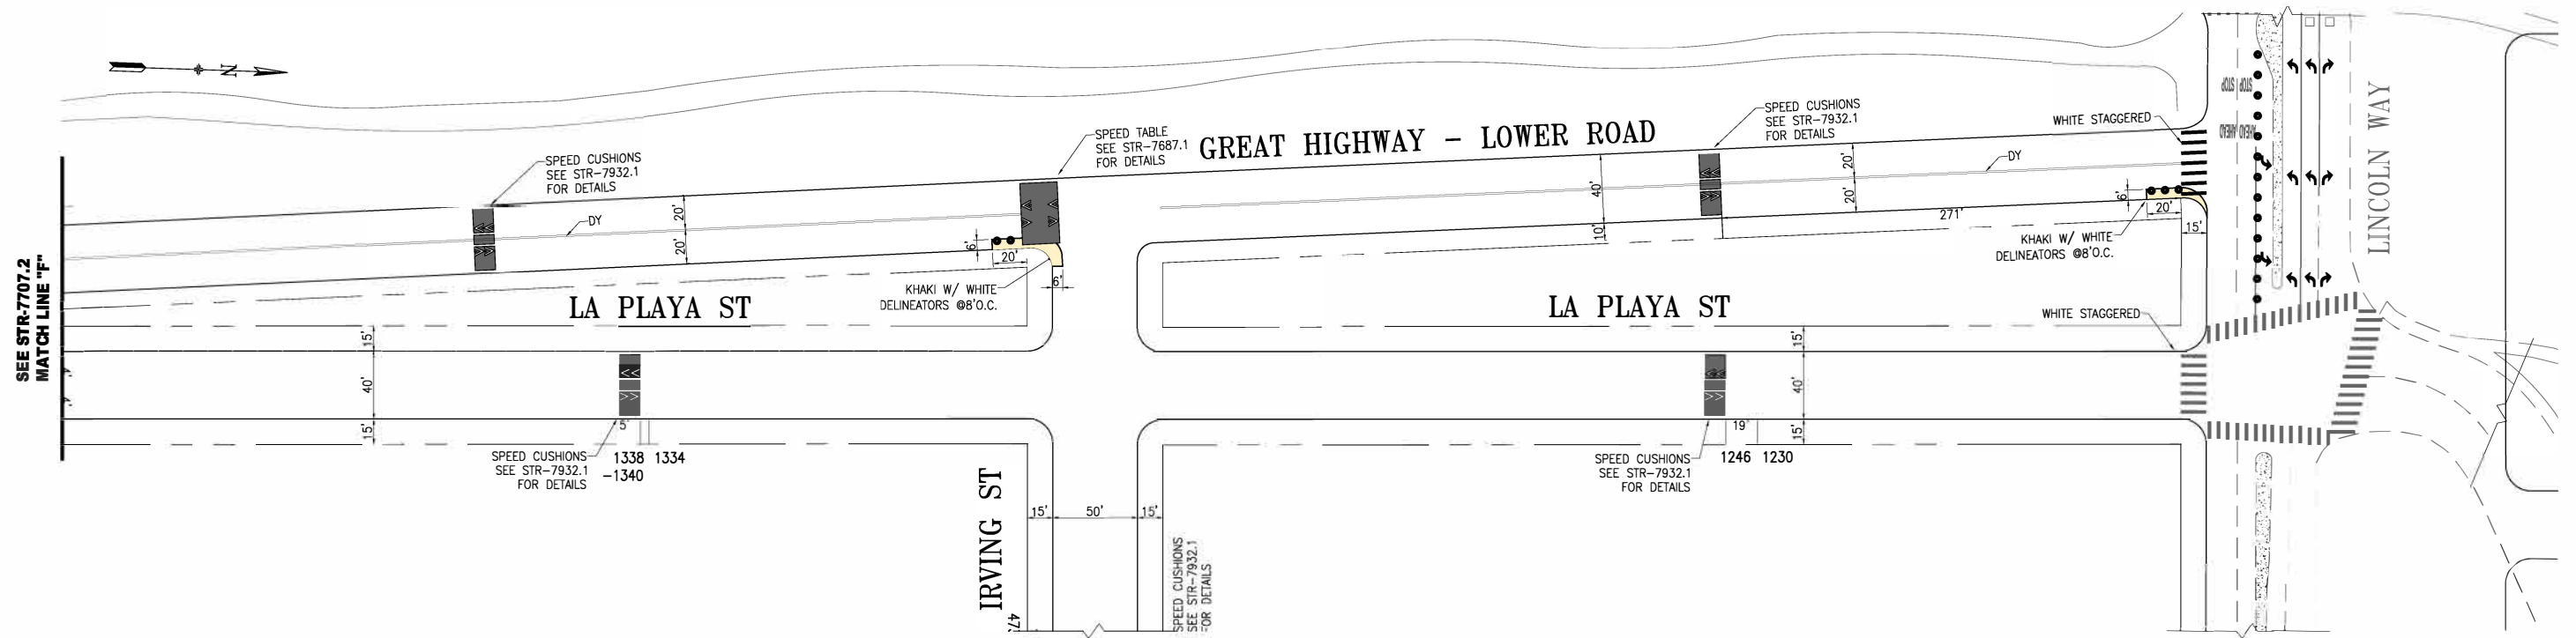 SEE STR-7707.2
MATCH LINE "F"
N
SPEED CUSHIONS
SEE STR-7932.1
FOR DETAILS
DY
20'
20'
SPEED TABLE
SEE STR-7687.1
FOR DETAILS
GREAT HIGHWAY - LOWER ROAD
6'
20'
6'
KHAKI W/ WHITE
DELINEATORS @8'O.C.
SPEED CUSHIONS
SEE STR-7932.1
FOR DETAILS
40'
10'
20'
20'
DY
271'
WHITE STAGGERED
6'
20'
15'
KHAKI W/ WHITE
DELINEATORS @8'O.C.
STOP STOP
AHEAD AHEAD
LINCOLN WAY
LA PLAYA ST
LA PLAYA ST
WHITE STAGGERED
15'
40'
15'
5'
SPEED CUSHIONS
SEE STR-7932.1
FOR DETAILS
1338 1334
-1340
15'
40'
15'
19'
SPEED CUSHIONS
SEE STR-7932.1
FOR DETAILS
1246 1230
IRVING ST
15' 50' 15'
SPEED CUSHIONS
SEE STR-7932.1
FOR DETAILS